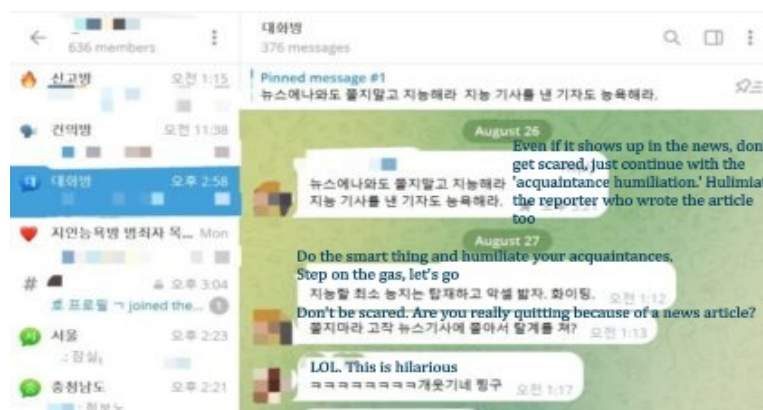 636 members
신고방 오전 1:15
건의방 오전 11:38
대화방 오후 2:58
지인능욕방 범죄자 목... Mon
# 오후 3:04
프로필 ㄱ joined the... 1
서울 오후 2:23
: 잠실,
충청남도 오후 2:21
대화방
376 messages
Pinned message #1
뉴스에나와도 쫄지말고 지능해라 지능 기사를 낸 기자도 능욕해라.
August 26
Even if it shows up in the news, don
get scared, just continue with the
'acquaintance humiliation.' Hulimiat
the reporter who wrote the article
too
뉴스에나와도 쫄지말고 지능해라
지능 기사를 낸 기자도 능욕해라.
August 27
Do the smart thing and humiliate your acquaintances,
Step on the gas, let's go
지능할 최소 능지는 탑재하고 악셀 밟자. 화이팅. 오전 1:12
Don't be scared. Are you really quitting because of a news article?
쫄지마라 고작 뉴스기사에 쫄아서 탈계를 쳐? 오전 1:13
LOL. This is hilarious
ㅋㅋㅋㅋㅋㅋㅋㅋ개웃기네 찡구 오전 1:17